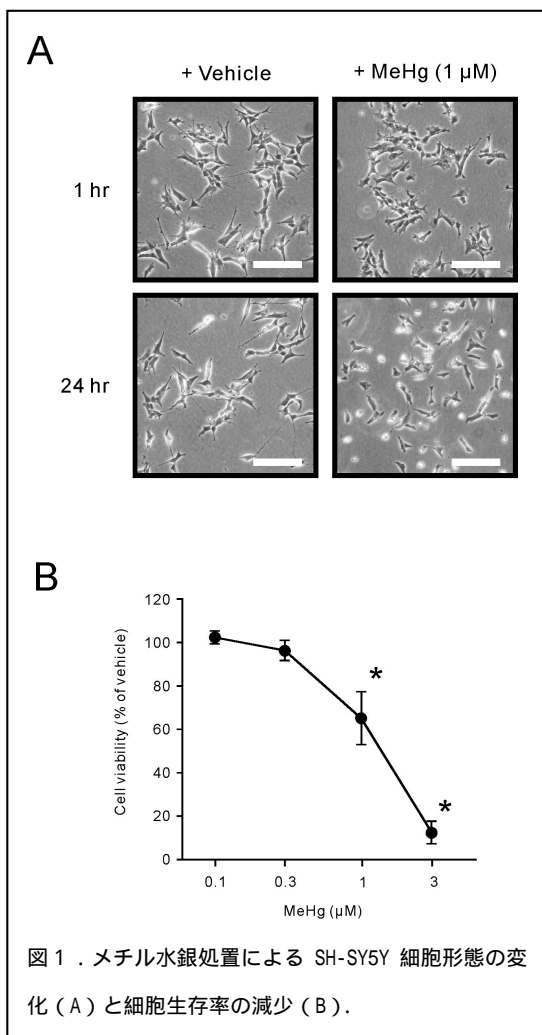 A
+ Vehicle
+ MeHg (1 µM)
1 hr
24 hr
B
120
100
80
60
40
20
0
Cell viability (% of vehicle)
*
*
0.1
0.3
1
3
MeHg (µM)
図1．メチル水銀処置による SH-SY5Y 細胞形態の変
化（A）と細胞生存率の減少（B）.